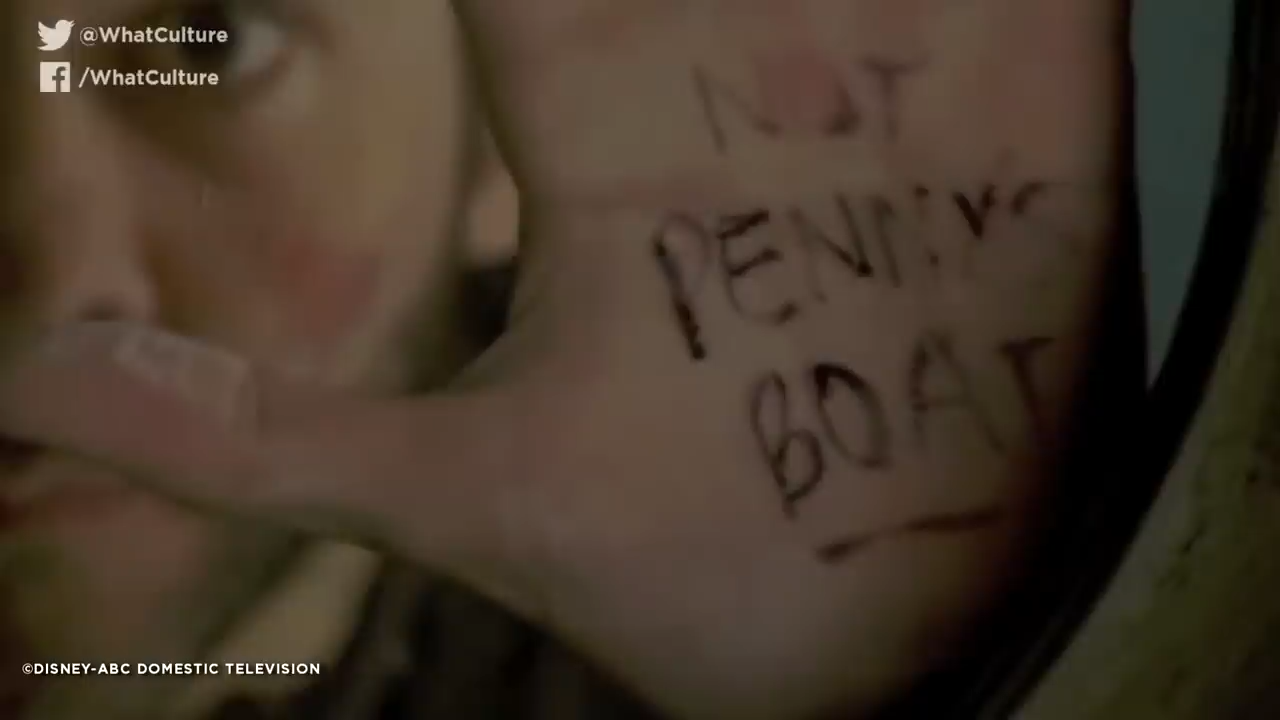 @WhatCulture
/WhatCulture
NOT
PENNY'S
BOAT
©DISNEY-ABC DOMESTIC TELEVISION